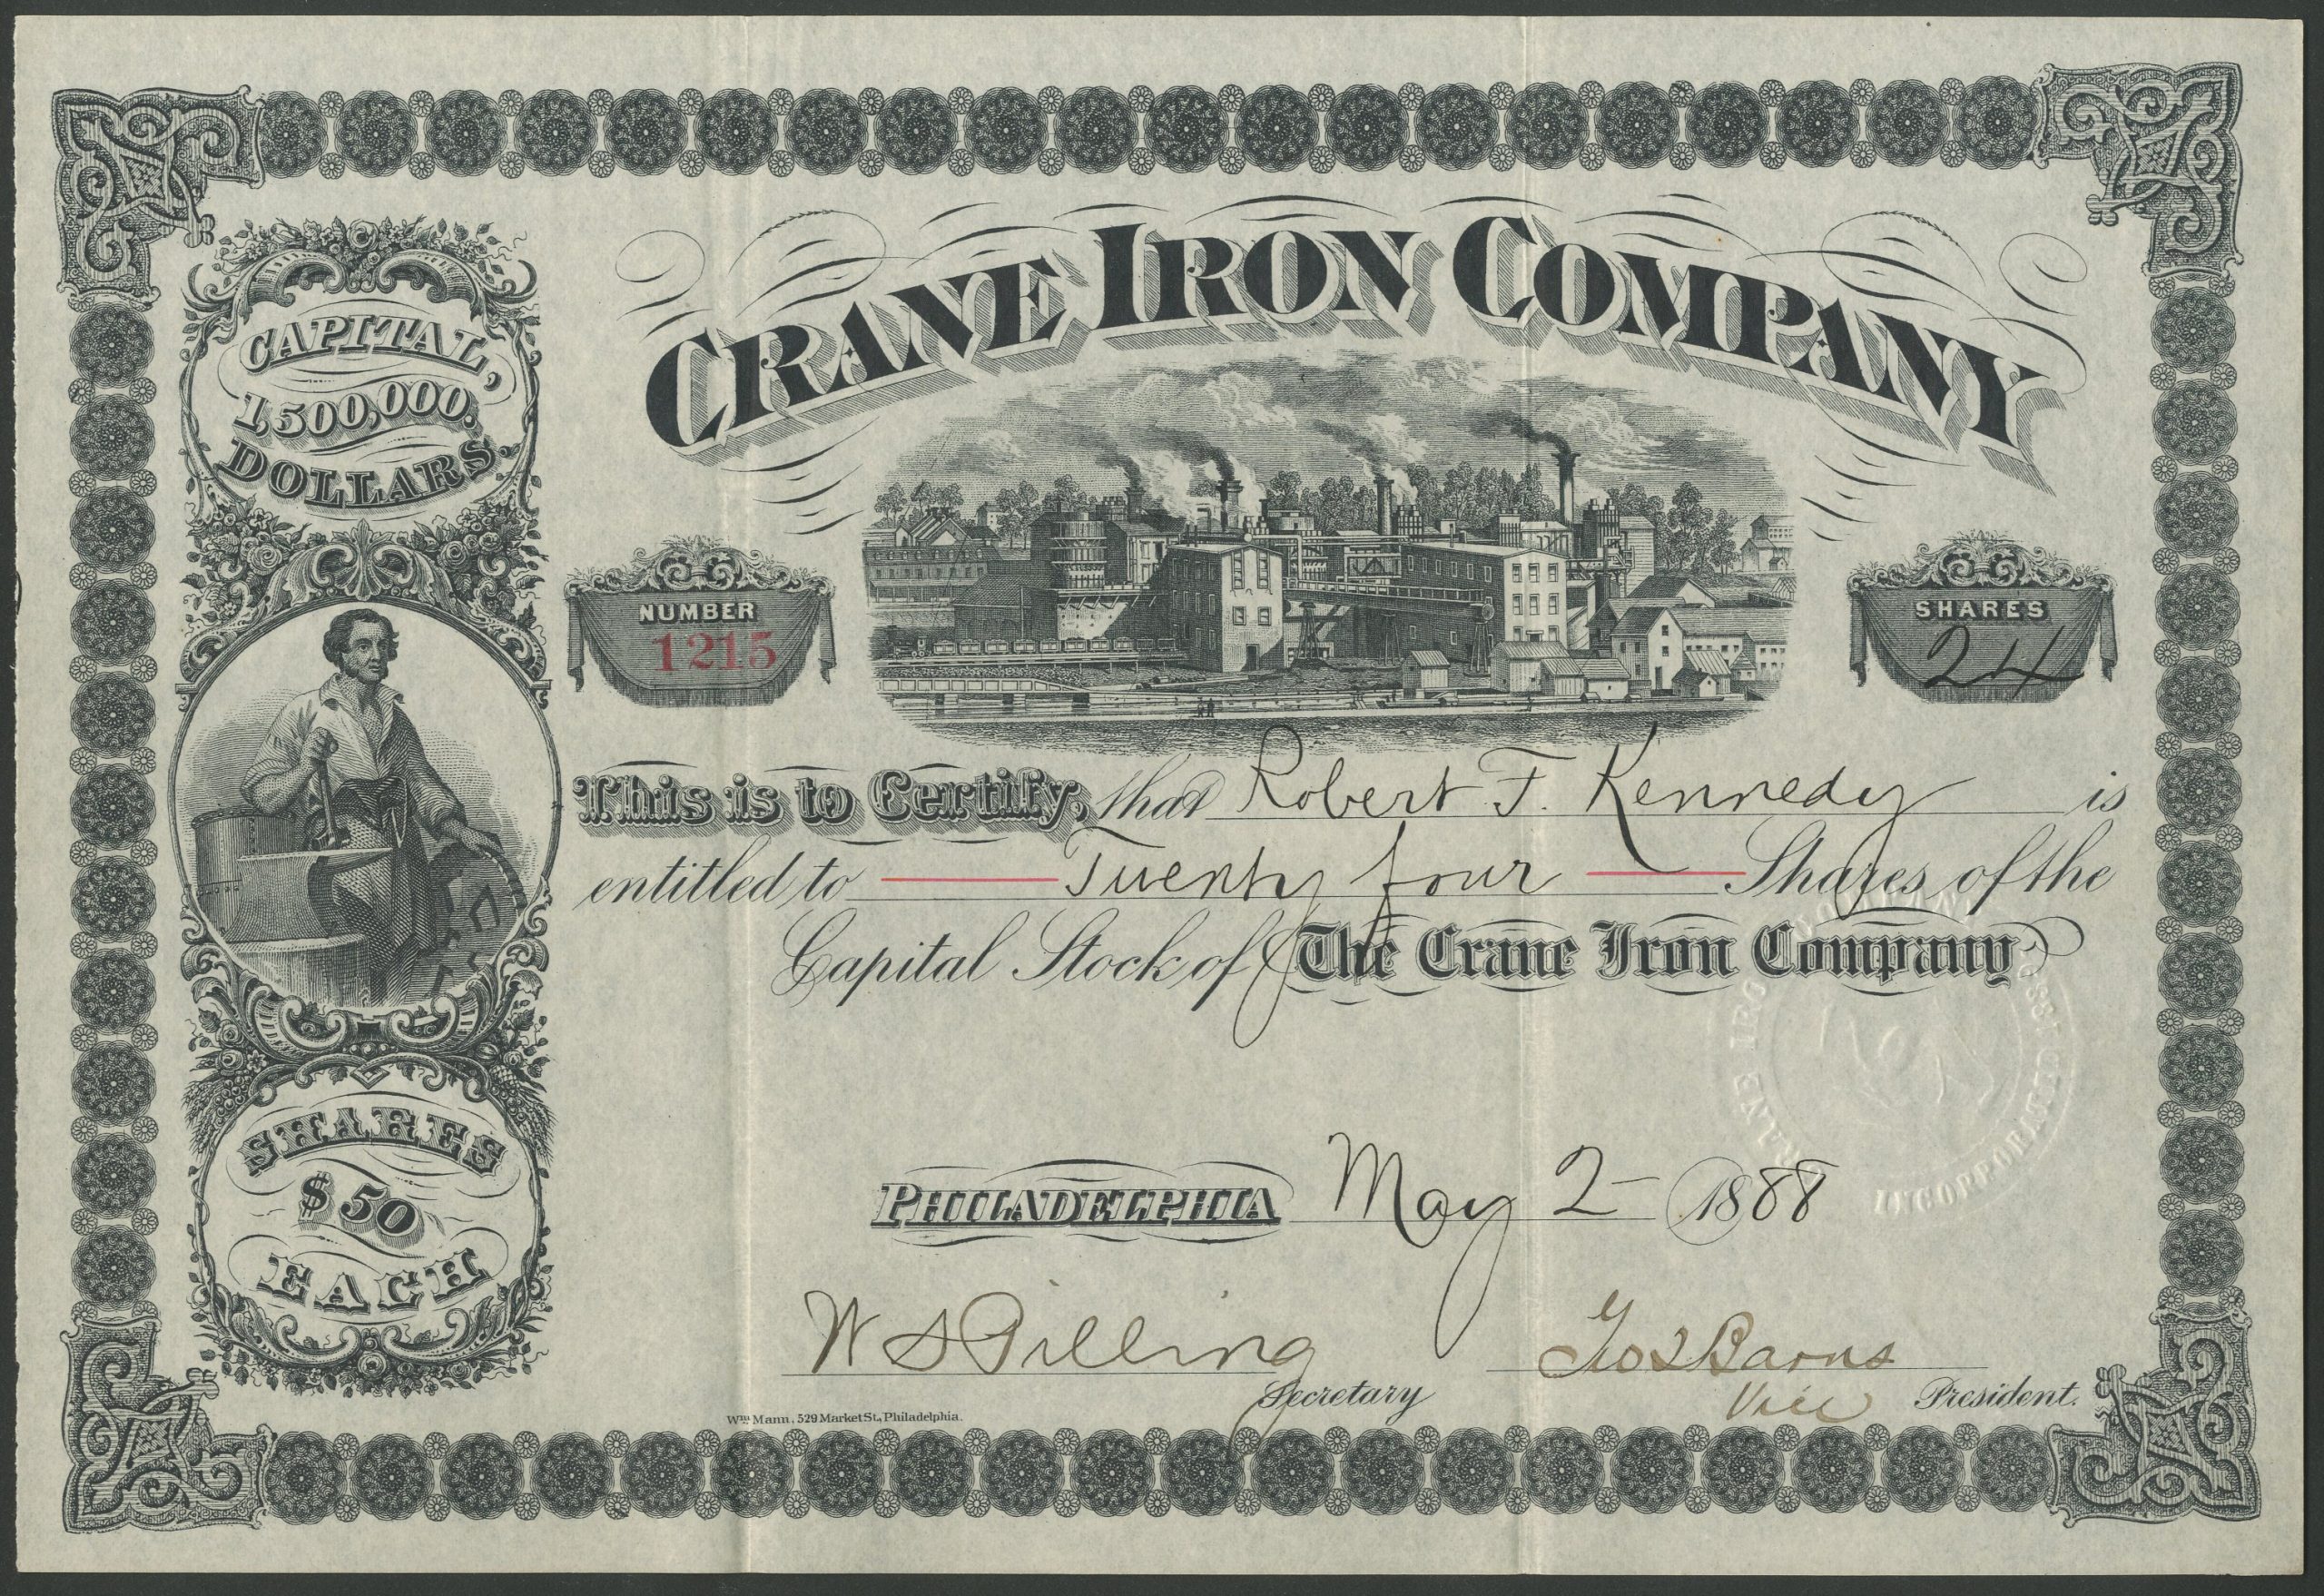 CRANE IRON COMPANY
CAPITAL,
1,500,000.
DOLLARS.
NUMBER
1215
SHARES
24
This is to Certify, that Robert F. Kennedy is
entitled to Twenty four Shares of the
Capital Stock of The Crane Iron Company
SHARES
$50
EACH
PHILADELPHIA May 2 1888
W S Pilling
Secretary
Barns
Vice President.
Wm Mann, 529 Market St., Philadelphia.